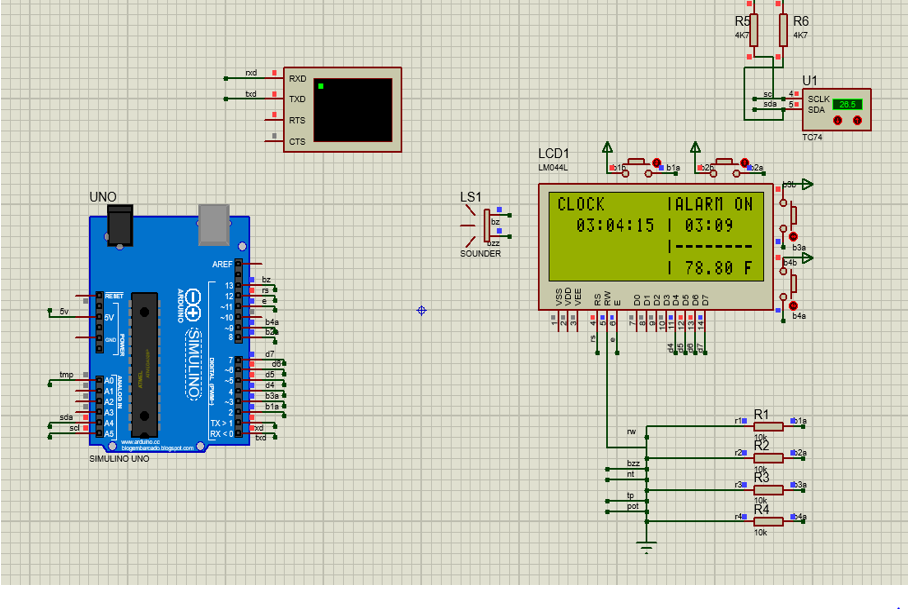 R5
4K7
R6
4K7
U1
scl
4
SCLK
26.5
sda
5
SDA
TC74
rxd
RXD
txd
TXD
RTS
CTS
LCD1
LM044L
b1a
b2a
b3b
b3a
b4b
b4a
CLOCK |ALARM ON
03:04:15 | 03:09
|--------
| 78.80 F
VSS
VDD
VEE
RS
RW
E
D0
D1
D2
D3
D4
D5
D6
D7
1
2
3
4
5
6
7
8
9
10
11
12
13
14
rs
e
d4
d5
d6
d7
LS1
bz
bzz
SOUNDER
UNO
AREF
RESET
5v
5V
GND
POWER
ARDUINO
SIMULINO
ANALOG IN
DIGITAL (PWM~)
13
bz
12
rs
~11
e
~10
~9
b4a
8
b2a
7
d7
~6
d6
~5
d5
4
d4
~3
b3a
2
b1a
TX > 1
rxd
RX < 0
txd
tmp
A0
A1
A2
A3
sda
A4
scl
A5
www.arduino.cc
blogembarcado.blogspot.com
SIMULINO UNO
rw
bzz
nt
tp
pot
R1
r1
b1a
10k
R2
r2
b2a
10k
R3
r3
b3a
10k
R4
r4
b4a
10k